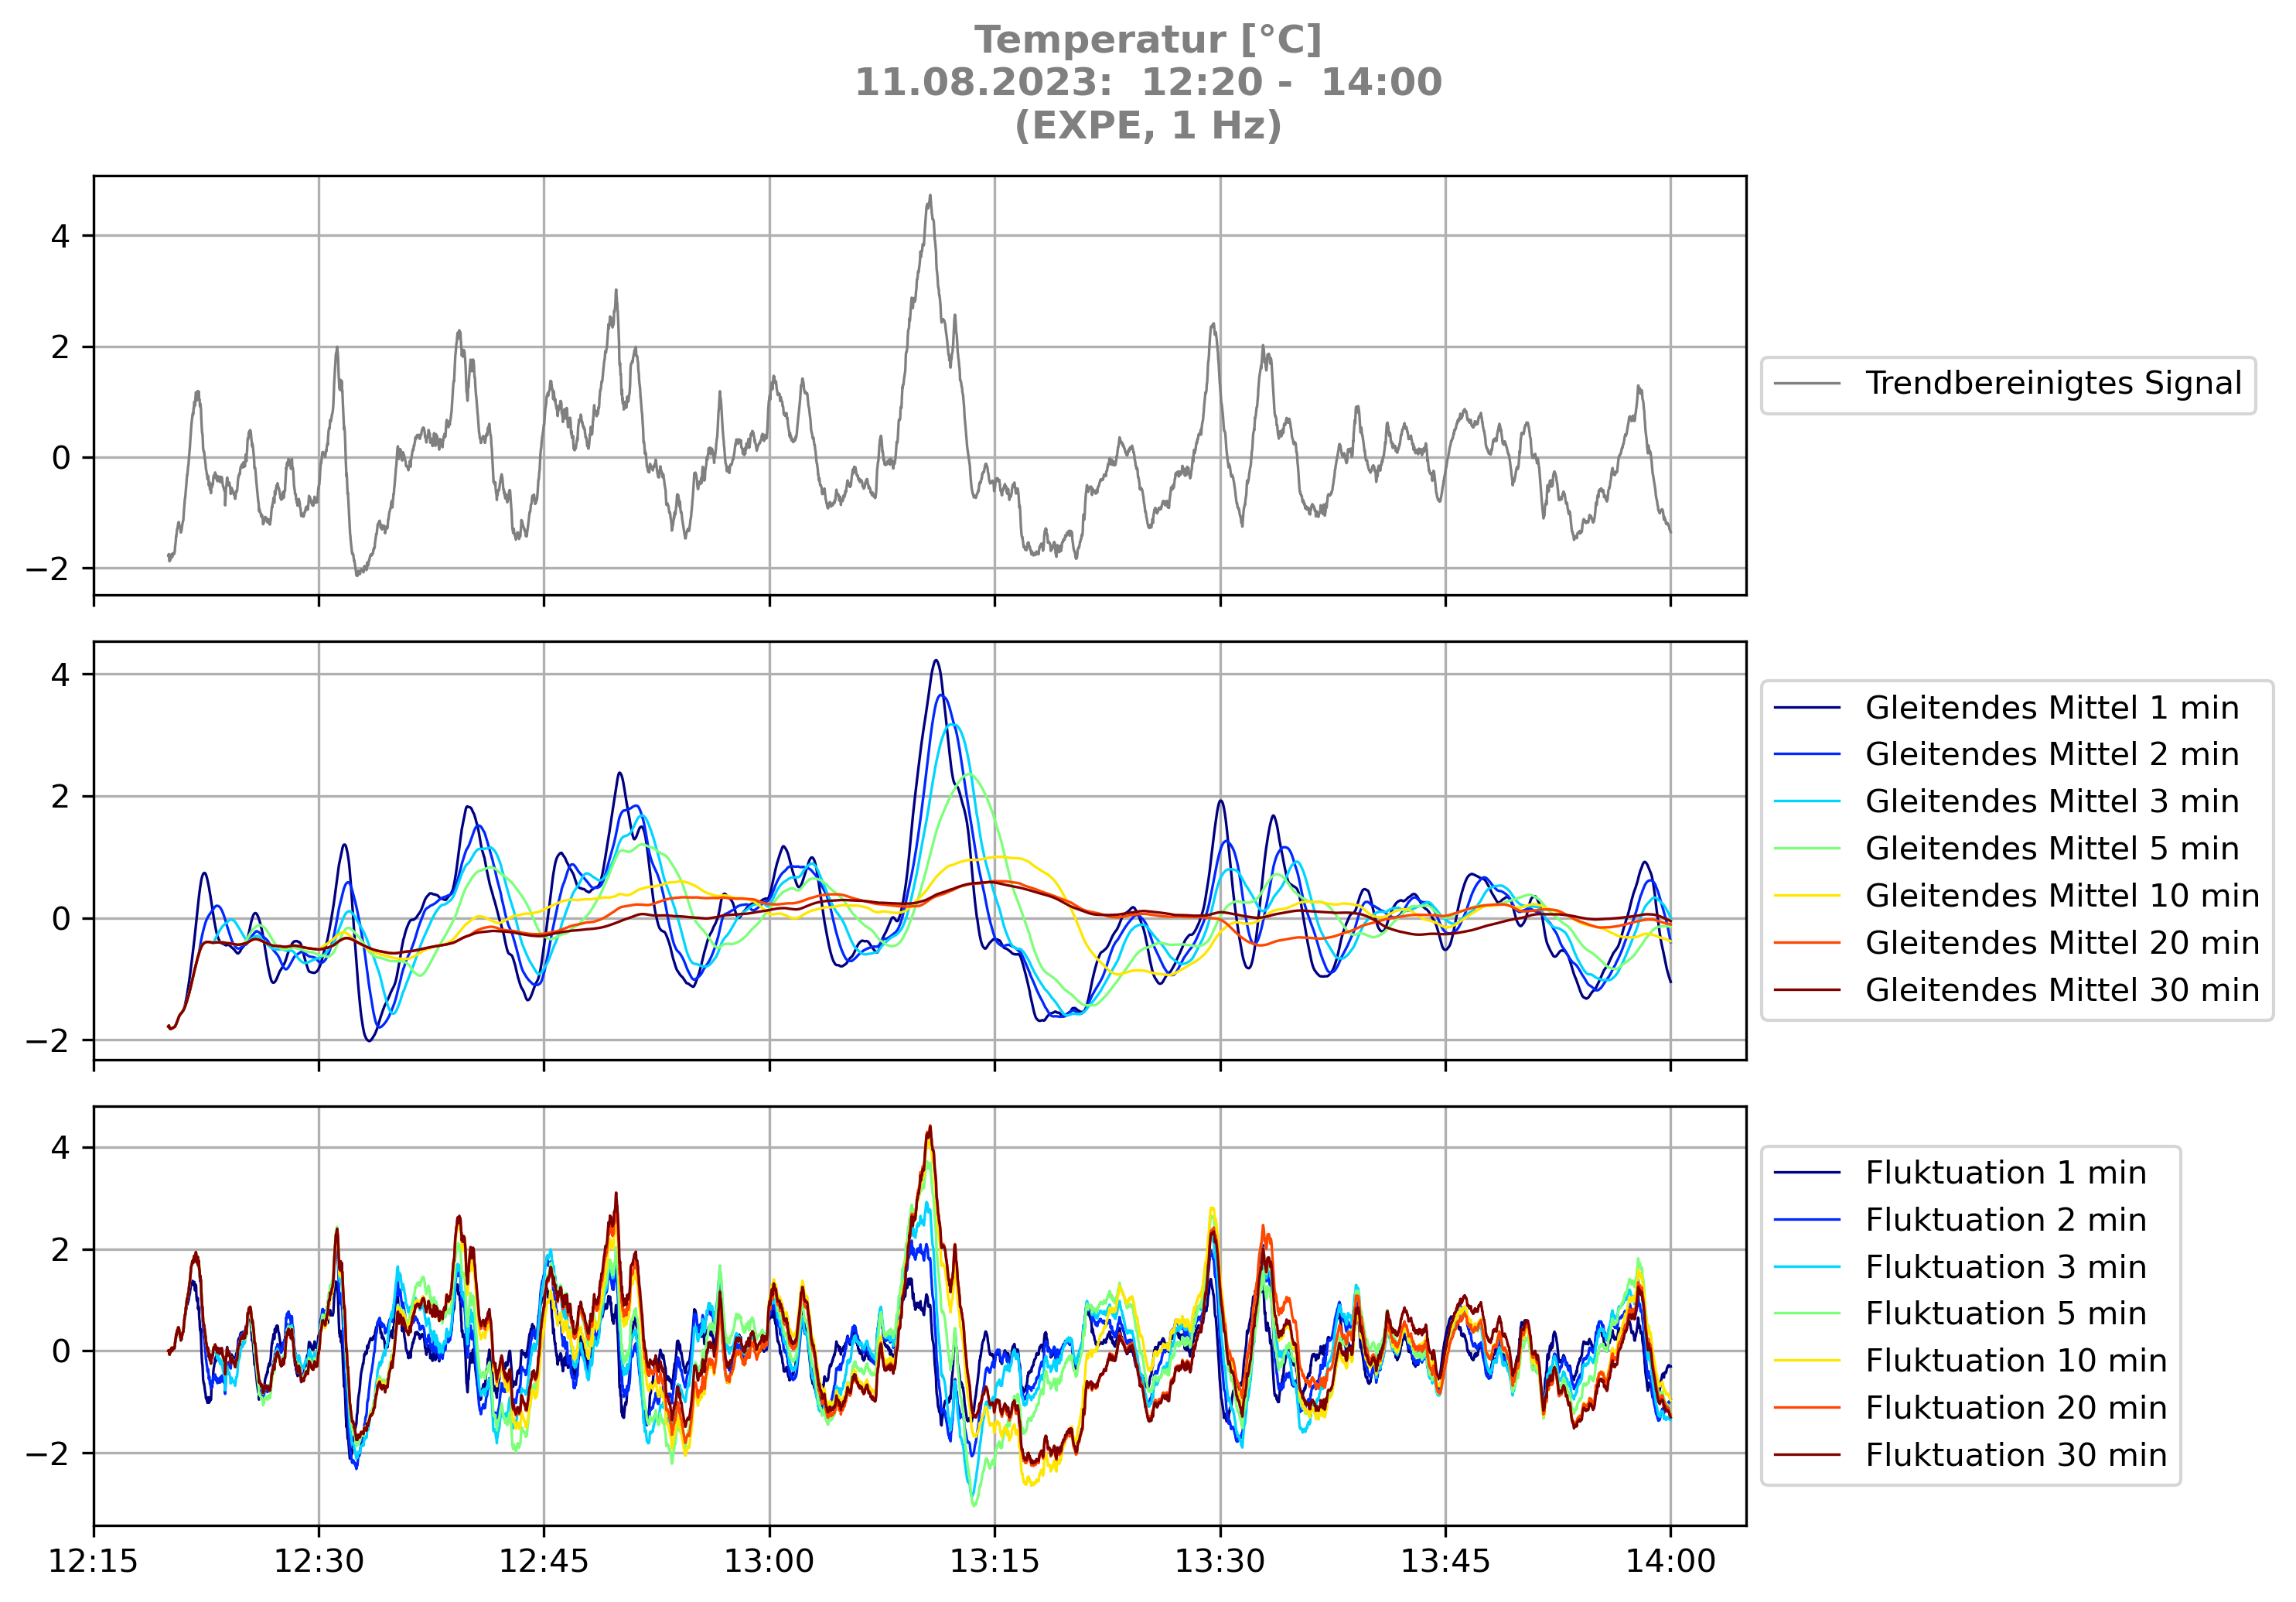 Temperatur [°C]
11.08.2023:  12:20 -  14:00
(EXPE, 1 Hz)
4
2
0
−2
Trendbereinigtes Signal
4
2
0
−2
Gleitendes Mittel 1 min
Gleitendes Mittel 2 min
Gleitendes Mittel 3 min
Gleitendes Mittel 5 min
Gleitendes Mittel 10 min
Gleitendes Mittel 20 min
Gleitendes Mittel 30 min
4
2
0
−2
Fluktuation 1 min
Fluktuation 2 min
Fluktuation 3 min
Fluktuation 5 min
Fluktuation 10 min
Fluktuation 20 min
Fluktuation 30 min
12:15 12:30 12:45 13:00 13:15 13:30 13:45 14:00